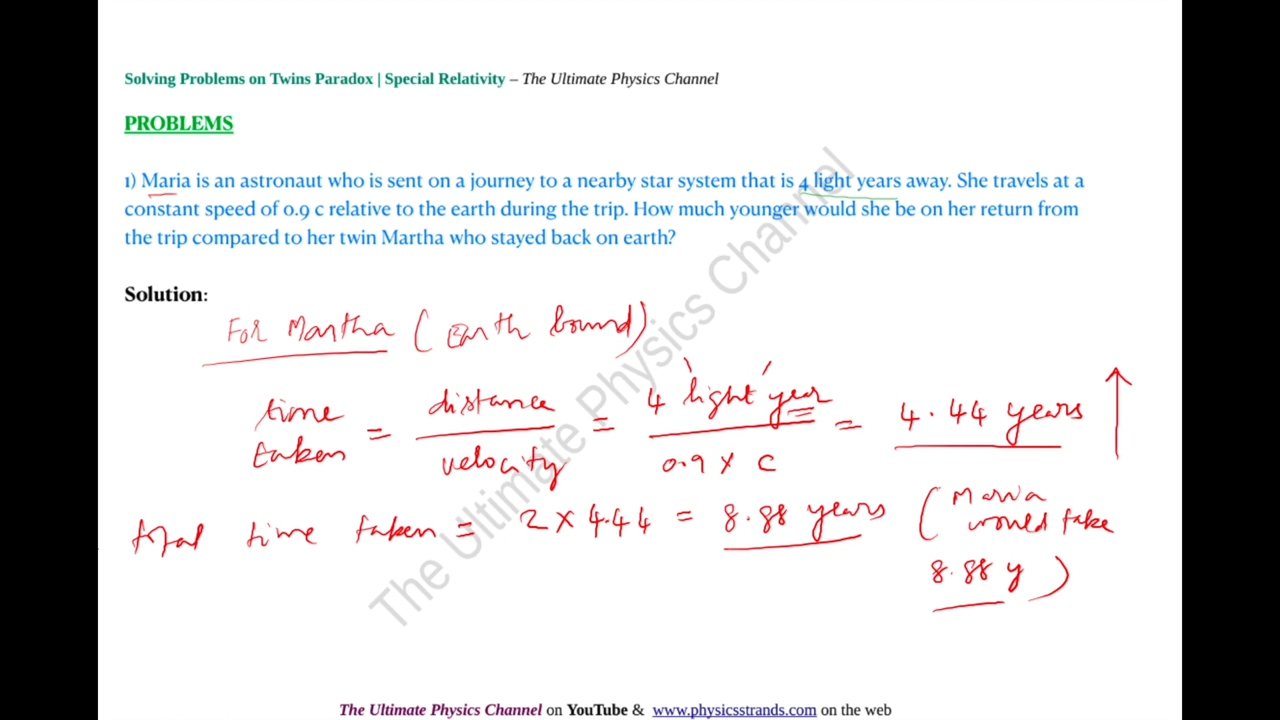 Solving Problems on Twins Paradox | Special Relativity – The Ultimate Physics Channel
PROBLEMS
1) Maria is an astronaut who is sent on a journey to a nearby star system that is 4 light years away. She travels at a
constant speed of 0.9 c relative to the earth during the trip. How much younger would she be on her return from
the trip compared to her twin Martha who stayed back on earth?
Solution:
For Martha (Earth bound)
time taken = distance / velocity = 4 'light' year / 0.9 × c = 4.44 years
total time taken = 2 × 4.44 = 8.88 years (Maria would take 8.88 y)
The Ultimate Physics Channel
The Ultimate Physics Channel on YouTube & www.physicsstrands.com on the web